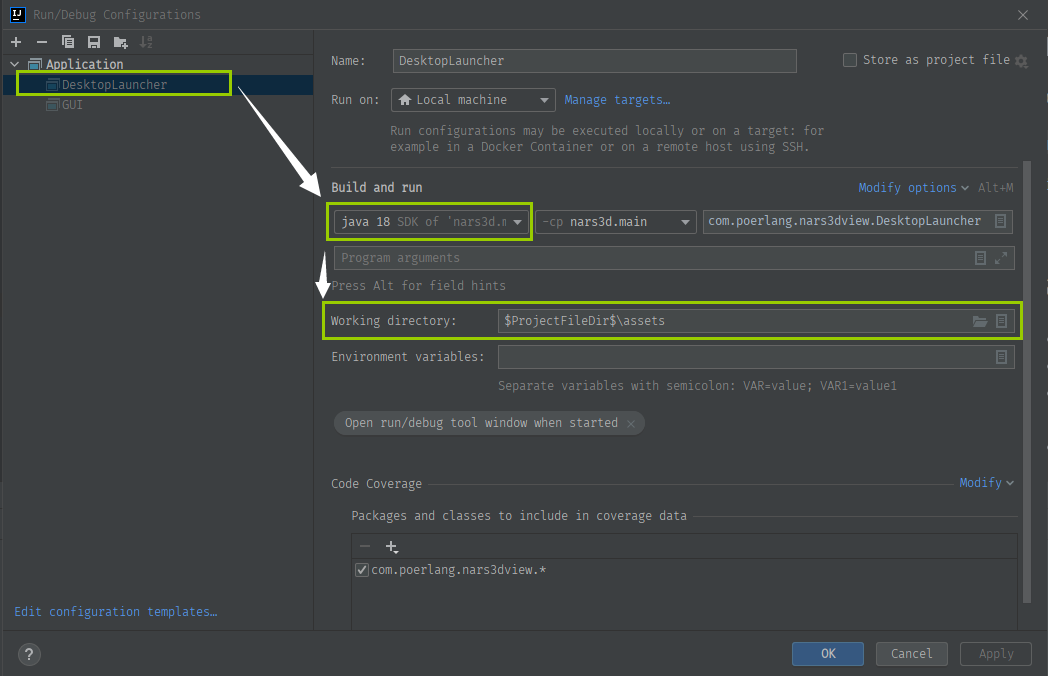 IJ Run/Debug Configurations
Application
DesktopLauncher
GUI
Edit configuration templates…
Name: DesktopLauncher
Store as project file
Run on: Local machine Manage targets…
Run configurations may be executed locally or on a target: for
example in a Docker Container or on a remote host using SSH.
Build and run
Modify options Alt+M
java 18 SDK of 'nars3d.m -cp nars3d.main com.poerlang.nars3dview.DesktopLauncher
Program arguments
Press Alt for field hints
Working directory: $ProjectFileDir$\assets
Environment variables:
Separate variables with semicolon: VAR=value; VAR1=value1
Open run/debug tool window when started ×
Code Coverage
Modify
Packages and classes to include in coverage data
com.poerlang.nars3dview.*
? OK Cancel Apply